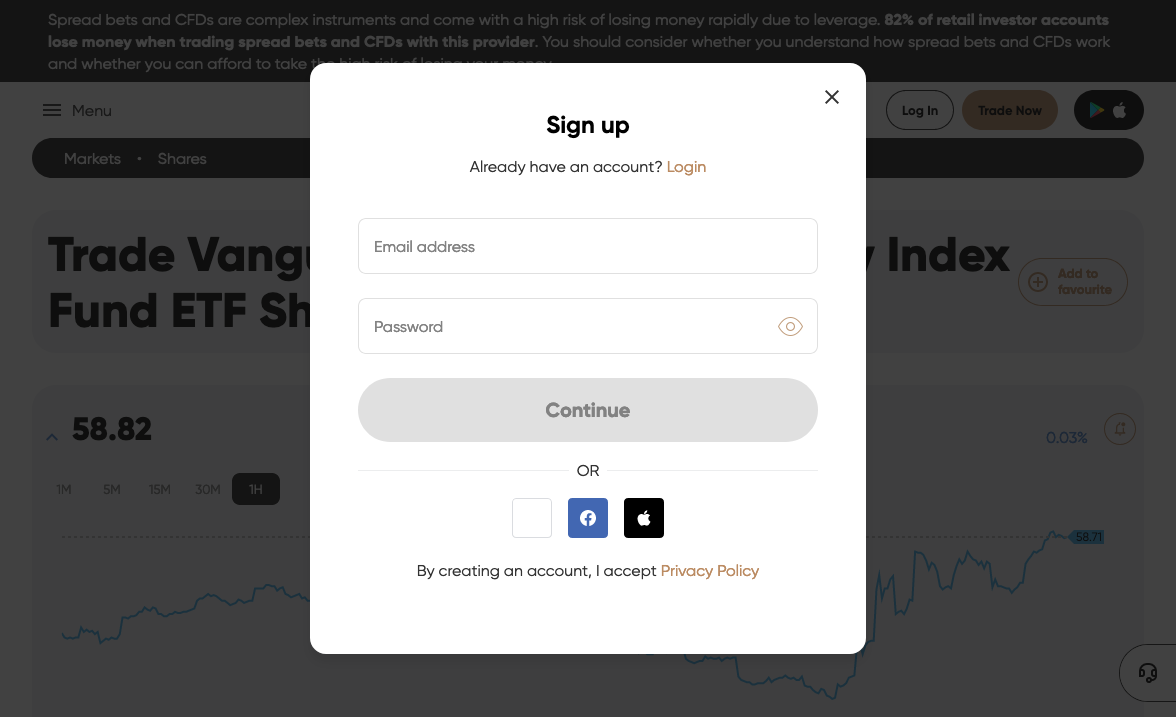 Spread bets and CFDs are complex instruments and come with a high risk of losing money rapidly due to leverage. 82% of retail investor accounts
lose money when trading spread bets and CFDs with this provider. You should consider whether you understand how spread bets and CFDs work
and whether you can afford to take the high risk of losing your money.
Menu
Log In
Trade Now
Markets
Shares
Sign up
Already have an account? Login
Email address
Password
Continue
OR
By creating an account, I accept Privacy Policy
Trade Vangu
y Index
Fund ETF Sh
Add to
favourite
58.82
0.03%
1M
5M
15M
30M
1H
58.71